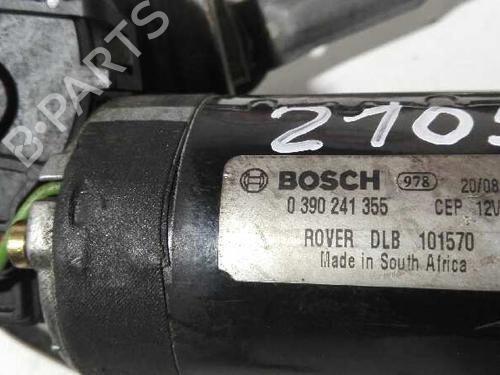 B-PARTS
2105
BOSCH 978 20/08
0 390 241 355 CEP 12V
ROVER DLB 101570
Made in South Africa